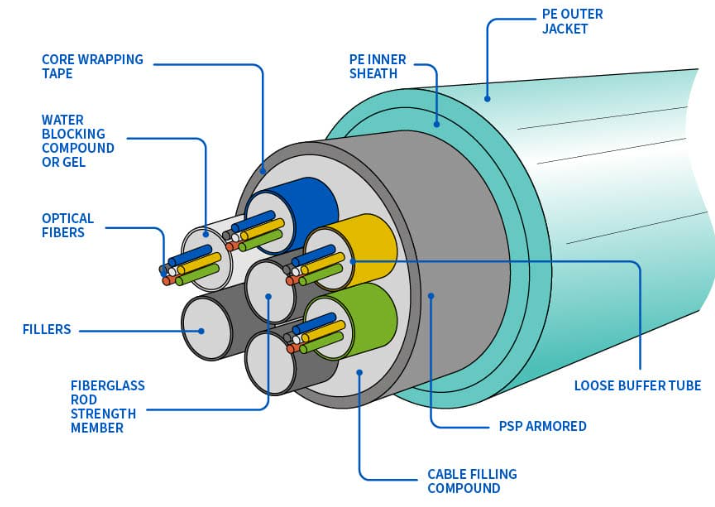 PE OUTER
JACKET
CORE WRAPPING
TAPE
PE INNER
SHEATH
WATER
BLOCKING
COMPOUND
OR GEL
OPTICAL
FIBERS
FILLERS
FIBERGLASS
ROD
STRENGTH
MEMBER
LOOSE BUFFER TUBE
PSP ARMORED
CABLE FILLING
COMPOUND